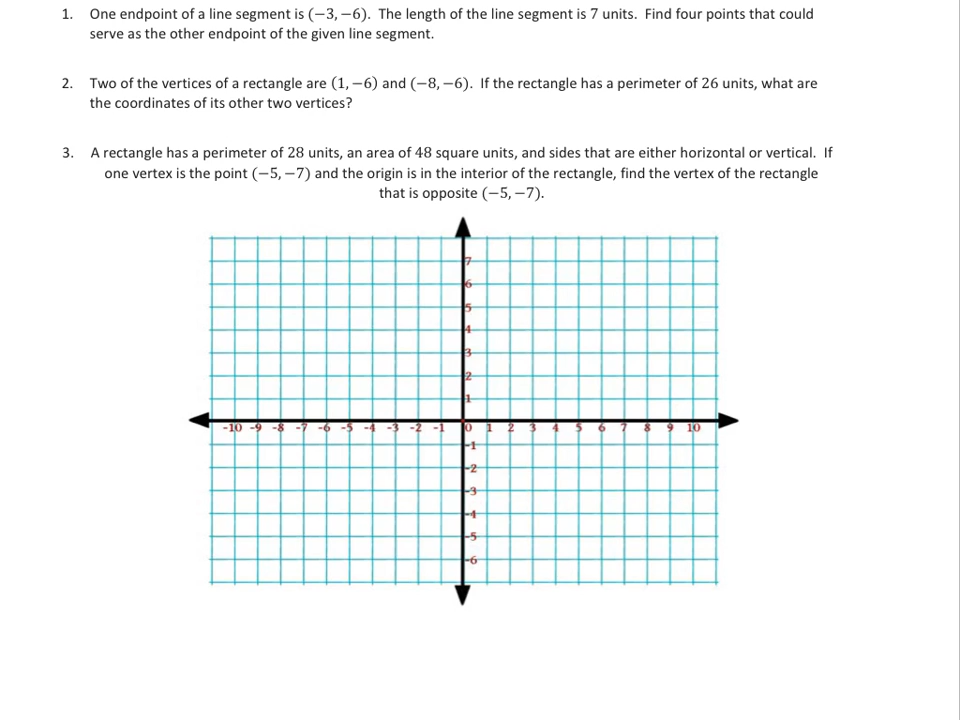 1. One endpoint of a line segment is (−3, −6). The length of the line segment is 7 units. Find four points that could
serve as the other endpoint of the given line segment.
2. Two of the vertices of a rectangle are (1, −6) and (−8, −6). If the rectangle has a perimeter of 26 units, what are
the coordinates of its other two vertices?
3. A rectangle has a perimeter of 28 units, an area of 48 square units, and sides that are either horizontal or vertical. If
one vertex is the point (−5, −7) and the origin is in the interior of the rectangle, find the vertex of the rectangle
that is opposite (−5, −7).
7
6
5
4
3
2
1
-10 -9 -8 -7 -6 -5 -4 -3 -2 -1 0 1 2 3 4 5 6 7 8 9 10
-1
-2
-3
-4
-5
-6